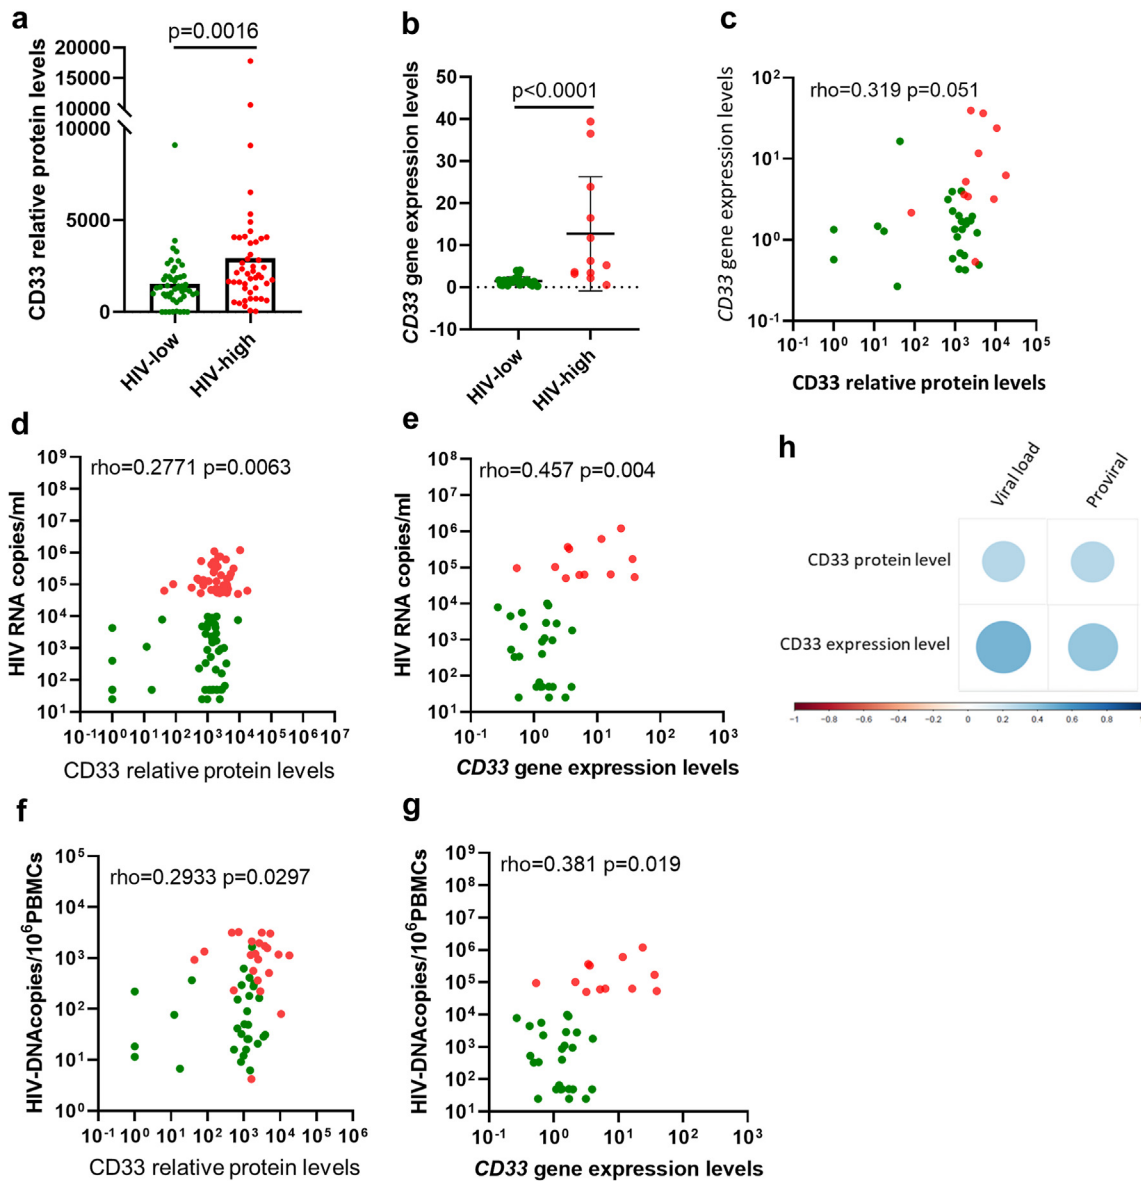 a
p=0.0016
CD33 relative protein levels
20000
15000
10000
10000
5000
0
HIV-low
HIV-high
b
p<0.0001
CD33 gene expression levels
50
40
30
20
10
0
-10
HIV-low
HIV-high
c
rho=0.319 p=0.051
CD33 gene expression levels
10²
10¹
10⁰
10⁻¹
10⁻¹ 10⁰ 10¹ 10² 10³ 10⁴ 10⁵
CD33 relative protein levels
d
rho=0.2771 p=0.0063
HIV RNA copies/ml
10⁹
10⁸
10⁷
10⁶
10⁵
10⁴
10³
10²
10¹
10⁻¹ 10⁰ 10¹ 10² 10³ 10⁴ 10⁵ 10⁶ 10⁷
CD33 relative protein levels
e
rho=0.457 p=0.004
HIV RNA copies/ml
10⁸
10⁷
10⁶
10⁵
10⁴
10³
10²
10¹
10⁻¹ 10⁰ 10¹ 10² 10³
CD33 gene expression levels
h
Viral load
Proviral
CD33 protein level
CD33 expression level
-1 -0.8 -0.6 -0.4 -0.2 0 0.2 0.4 0.6 0.8 1
f
rho=0.2933 p=0.0297
HIV-DNAcopies/10⁶PBMCs
10⁵
10⁴
10³
10²
10¹
10⁰
10⁻¹ 10⁰ 10¹ 10² 10³ 10⁴ 10⁵ 10⁶
CD33 relative protein levels
g
rho=0.381 p=0.019
HIV-DNAcopies/10⁶PBMCs
10⁹
10⁸
10⁷
10⁶
10⁵
10⁴
10³
10²
10¹
10⁻¹ 10⁰ 10¹ 10² 10³
CD33 gene expression levels